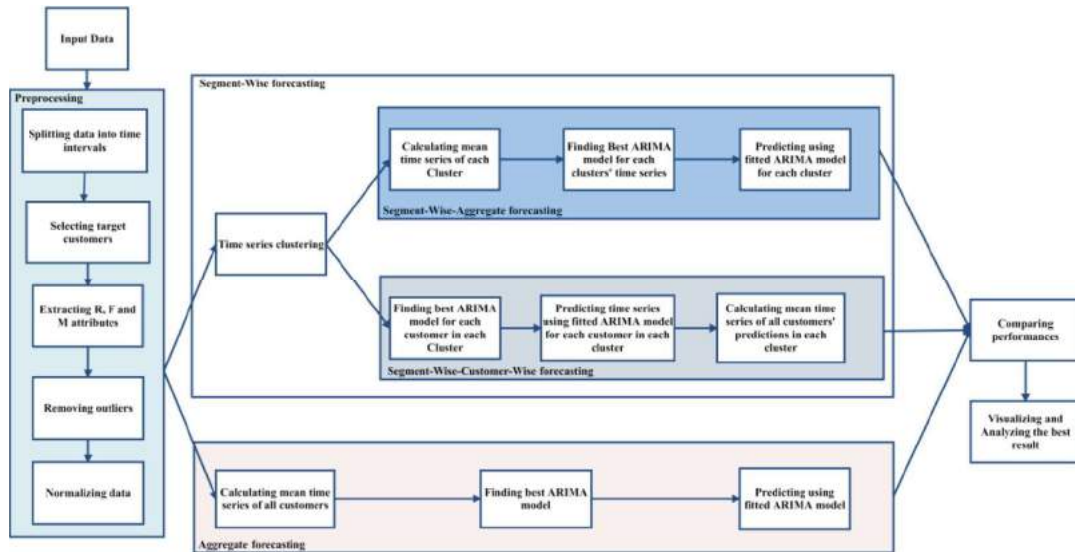 Input Data
Preprocessing
Splitting data into time
intervals
Selecting target
customers
Extracting R, F and
M attributes
Removing outliers
Normalizing data
Segment-Wise forecasting
Time series clustering
Calculating mean
time series of each
Cluster
Finding Best ARIMA
model for each
clusters' time series
Predicting using
fitted ARIMA model
for each cluster
Segment-Wise-Aggregate forecasting
Finding best ARIMA
model for each
customer in each
Cluster
Predicting time series
using fitted ARIMA model
for each customer in each
cluster
Calculating mean time
series of all customers'
predictions in each
cluster
Segment-Wise-Customer-Wise forecasting
Calculating mean time
series of all customers
Finding best ARIMA
model
Predicting using
fitted ARIMA model
Aggregate forecasting
Comparing
performances
Visualizing and
Analyzing the best
result